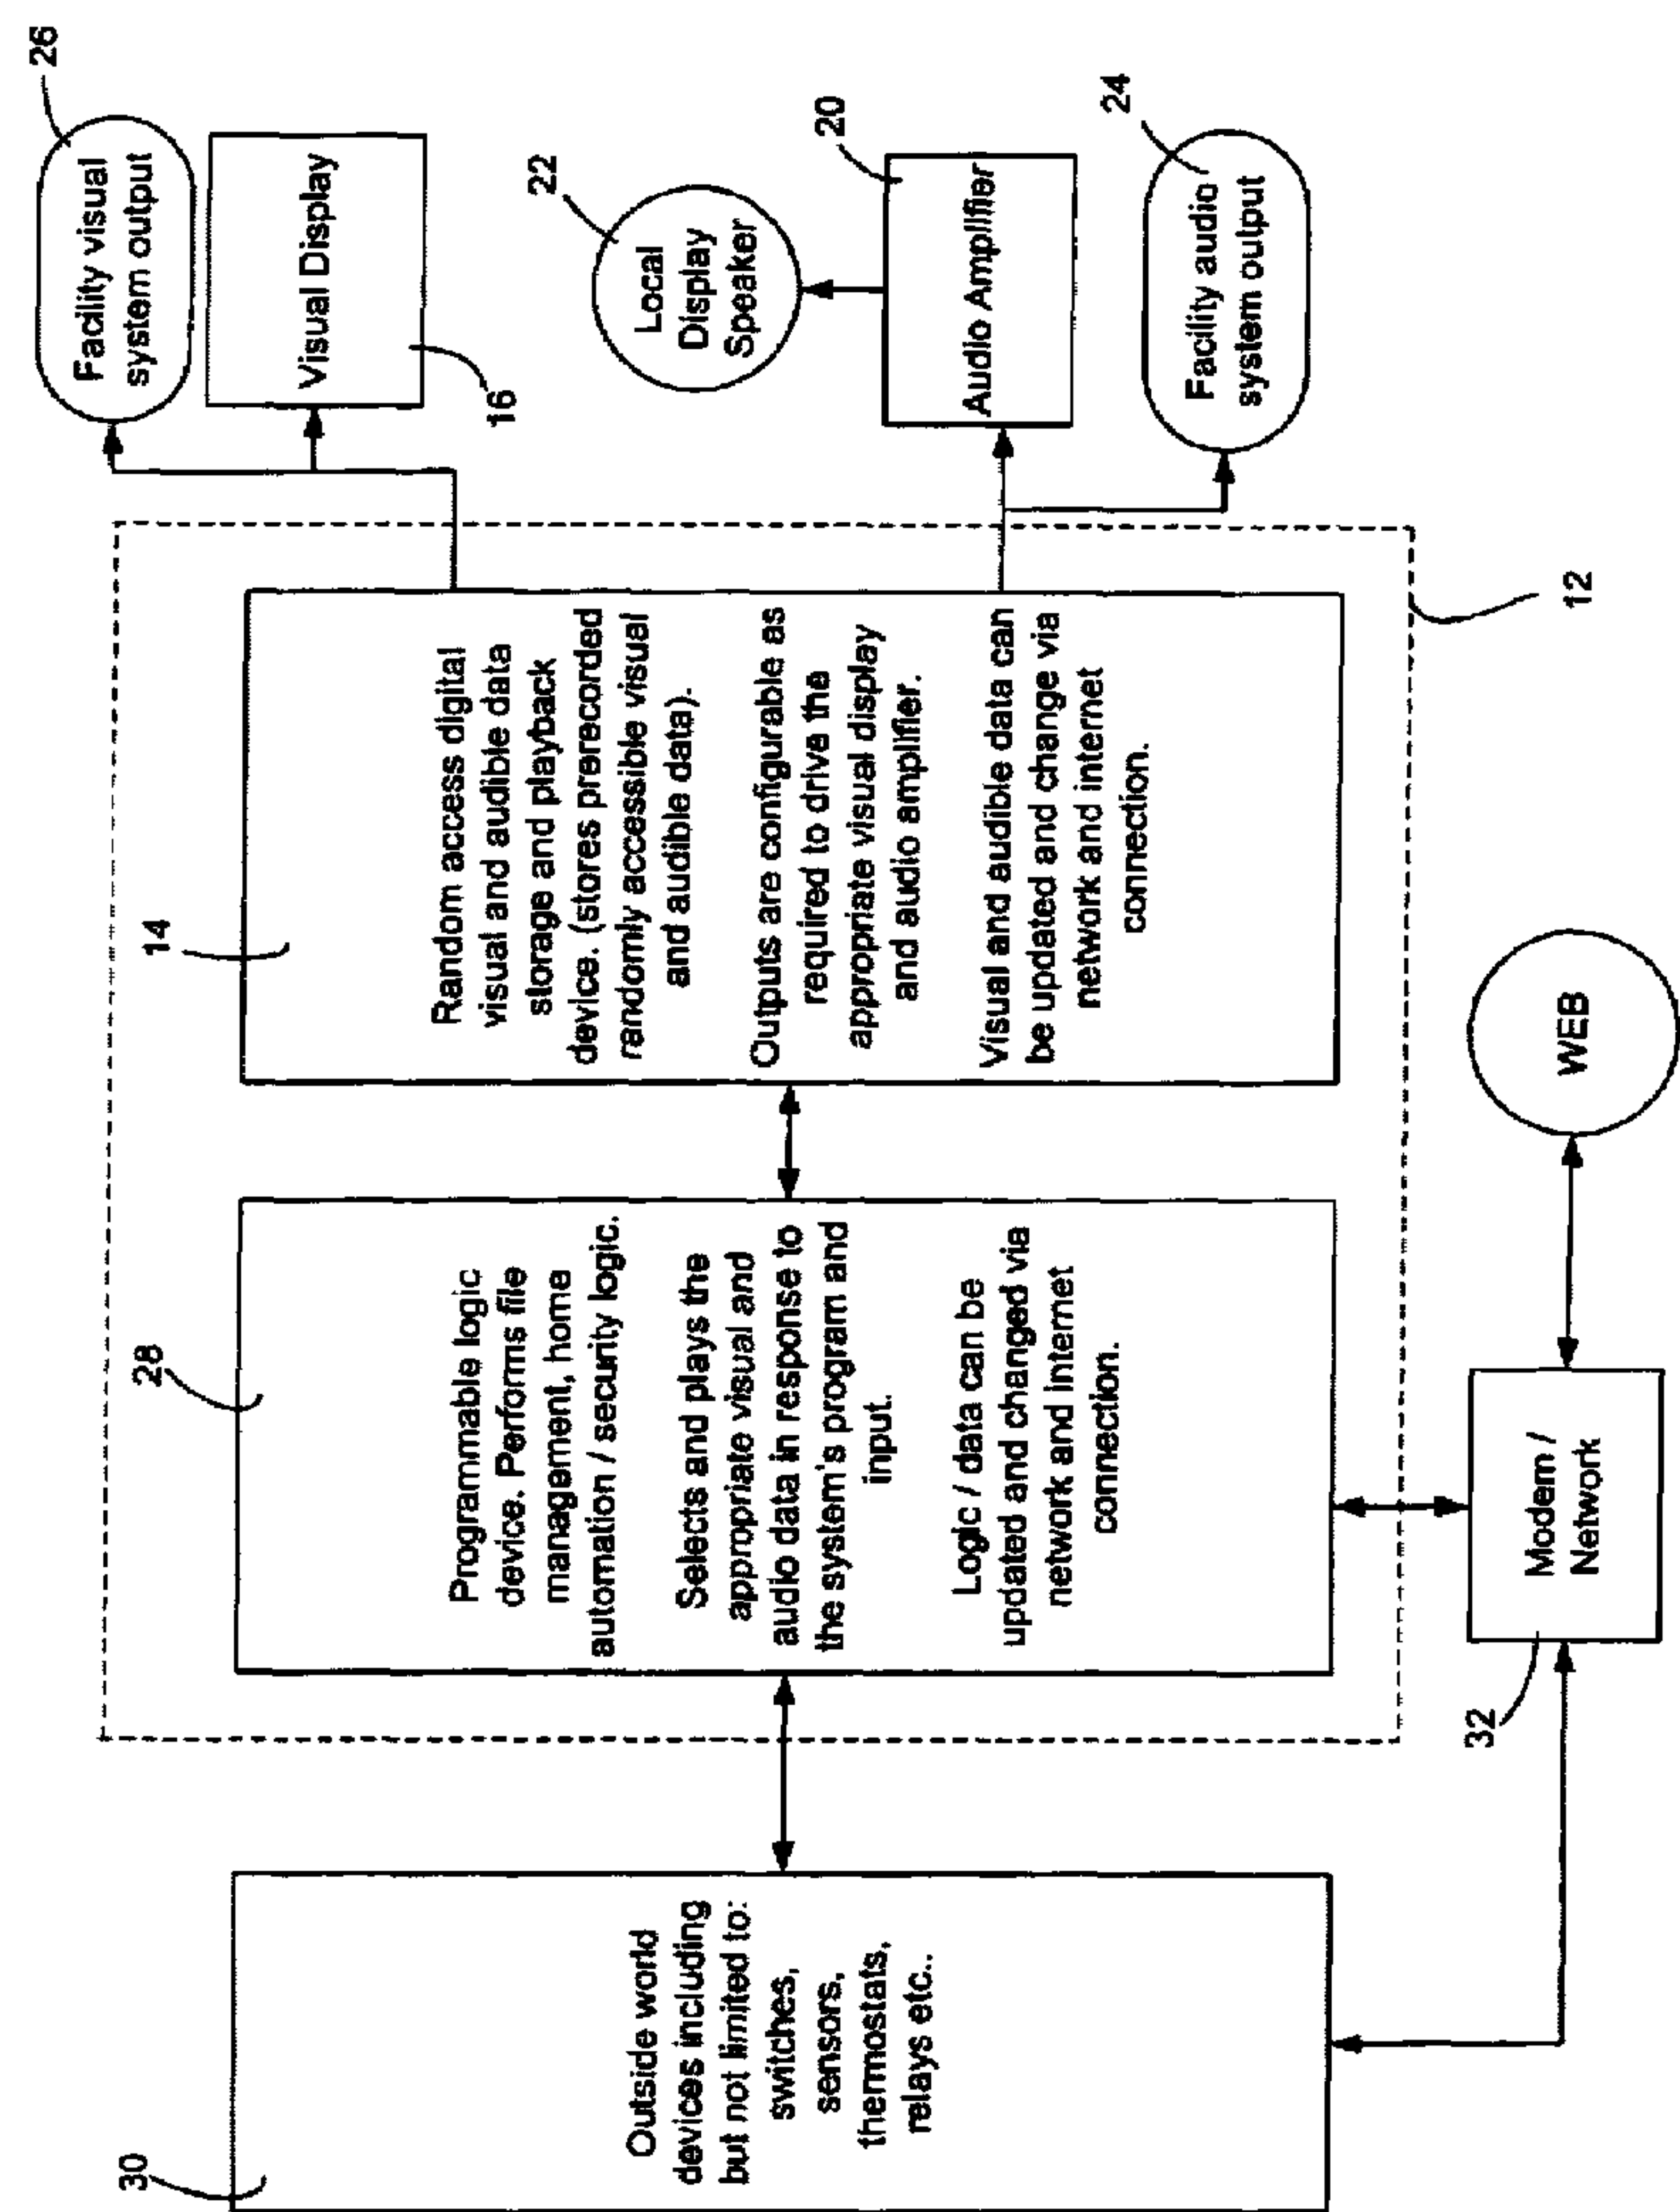 30
Outside world
devices including
but not limited to:
switches,
sensors,
themostats,
relays etc..
28
Programmable logic
device. Performs file
management, home
automation / security logic.
Selects and plays the
appropriate visual and
audio data in response to
the system's program and
input.
Logic / data can be
updated and changed via
network and internet
connection.
14
Random access digital
visual and audible data
storage and playback
device. (stores prerecorded
randomly accessible visual
and audible data).
Outputs are configurable as
required to drive the
appropriate visual display
and audio amplifier.
Visual and audible data can
be updated and change via
network and internet
connection.
12
26
Facility visual
system output
Visual Display
16
22
Local
Display
Speaker
20
Audio Amplifier
24
Facility audio
system output
32
Modem /
Network
WEB